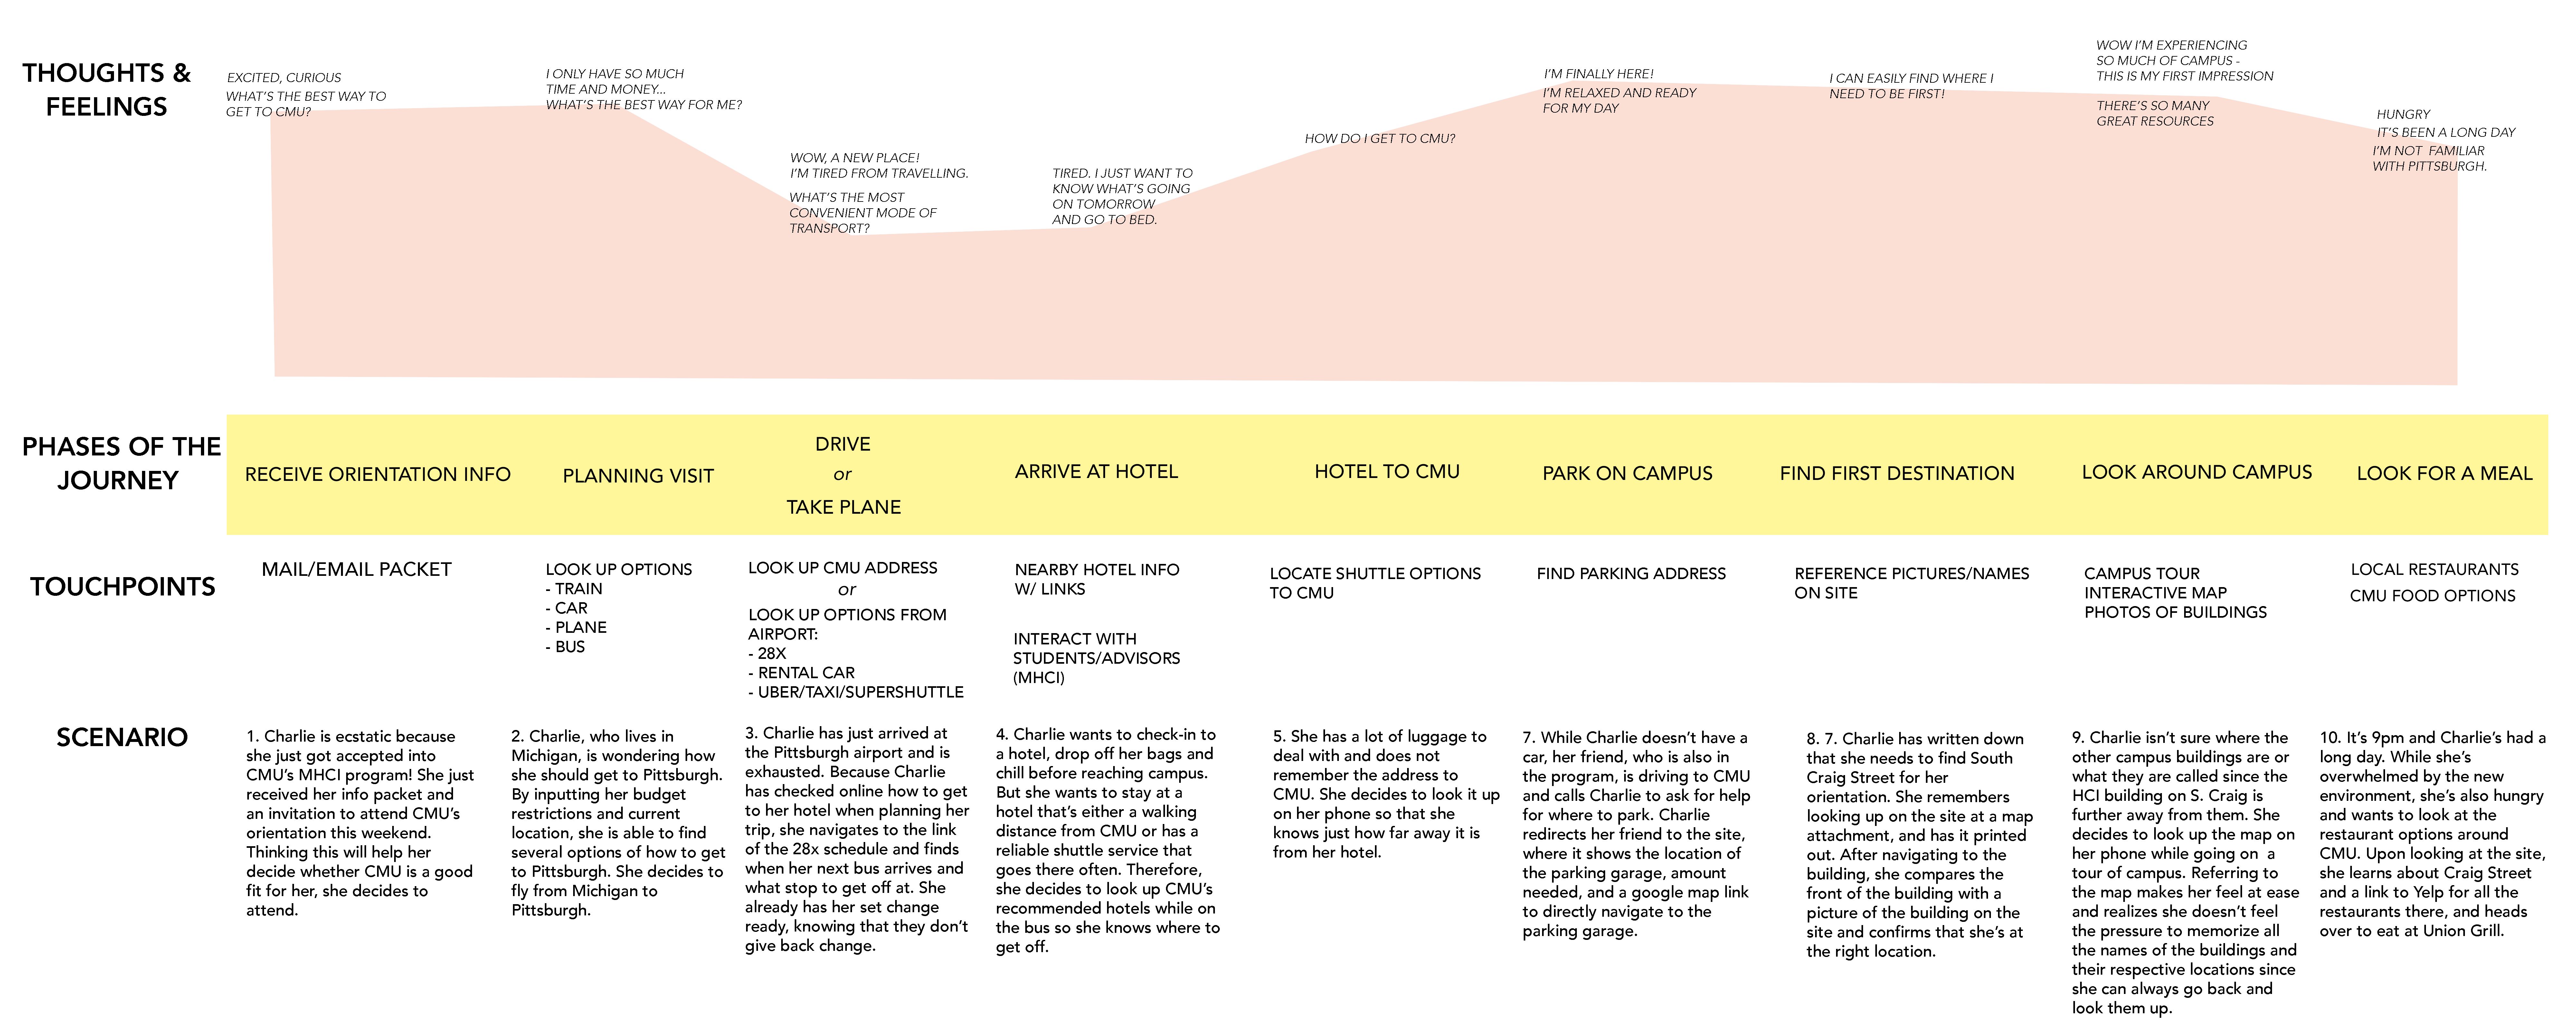 THOUGHTS &
FEELINGS
EXCITED, CURIOUS
WHAT'S THE BEST WAY TO
GET TO CMU?
I ONLY HAVE SO MUCH
TIME AND MONEY...
WHAT'S THE BEST WAY FOR ME?
WOW, A NEW PLACE!
I'M TIRED FROM TRAVELLING.
WHAT'S THE MOST
CONVENIENT MODE OF
TRANSPORT?
TIRED. I JUST WANT TO
KNOW WHAT'S GOING
ON TOMORROW
AND GO TO BED.
HOW DO I GET TO CMU?
I'M FINALLY HERE!
I'M RELAXED AND READY
FOR MY DAY
I CAN EASILY FIND WHERE I
NEED TO BE FIRST!
WOW I'M EXPERIENCING
SO MUCH OF CAMPUS -
THIS IS MY FIRST IMPRESSION
THERE'S SO MANY
GREAT RESOURCES
HUNGRY
IT'S BEEN A LONG DAY
I'M NOT  FAMILIAR
WITH PITTSBURGH.
PHASES OF THE
JOURNEY
RECEIVE ORIENTATION INFO
PLANNING VISIT
DRIVE
or
TAKE PLANE
ARRIVE AT HOTEL
HOTEL TO CMU
PARK ON CAMPUS
FIND FIRST DESTINATION
LOOK AROUND CAMPUS
LOOK FOR A MEAL
TOUCHPOINTS
MAIL/EMAIL PACKET
LOOK UP OPTIONS
- TRAIN
- CAR
- PLANE
- BUS
LOOK UP CMU ADDRESS
or
LOOK UP OPTIONS FROM
AIRPORT:
- 28X
- RENTAL CAR
- UBER/TAXI/SUPERSHUTTLE
NEARBY HOTEL INFO
W/ LINKS
INTERACT WITH
STUDENTS/ADVISORS
(MHCI)
LOCATE SHUTTLE OPTIONS
TO CMU
FIND PARKING ADDRESS
REFERENCE PICTURES/NAMES
ON SITE
CAMPUS TOUR
INTERACTIVE MAP
PHOTOS OF BUILDINGS
LOCAL RESTAURANTS
CMU FOOD OPTIONS
SCENARIO
1. Charlie is ecstatic because
she just got accepted into
CMU's MHCI program! She just
received her info packet and
an invitation to attend CMU's
orientation this weekend.
Thinking this will help her
decide whether CMU is a good
fit for her, she decides to
attend.
2. Charlie, who lives in
Michigan, is wondering how
she should get to Pittsburgh.
By inputting her budget
restrictions and current
location, she is able to find
several options of how to get
to Pittsburgh. She decides to
fly from Michigan to
Pittsburgh.
3. Charlie has just arrived at
the Pittsburgh airport and is
exhausted. Because Charlie
has checked online how to get
to her hotel when planning her
trip, she navigates to the link
of the 28x schedule and finds
when her next bus arrives and
what stop to get off at. She
already has her set change
ready, knowing that they don't
give back change.
4. Charlie wants to check-in to
a hotel, drop off her bags and
chill before reaching campus.
But she wants to stay at a
hotel that's either a walking
distance from CMU or has a
reliable shuttle service that
goes there often. Therefore,
she decides to look up CMU's
recommended hotels while on
the bus so she knows where to
get off.
5. She has a lot of luggage to
deal with and does not
remember the address to
CMU. She decides to look it up
on her phone so that she
knows just how far away it is
from her hotel.
7. While Charlie doesn't have a
car, her friend, who is also in
the program, is driving to CMU
and calls Charlie to ask for help
for where to park. Charlie
redirects her friend to the site,
where it shows the location of
the parking garage, amount
needed, and a google map link
to directly navigate to the
parking garage.
8. 7. Charlie has written down
that she needs to find South
Craig Street for her
orientation. She remembers
looking up on the site at a map
attachment, and has it printed
out. After navigating to the
building, she compares the
front of the building with a
picture of the building on the
site and confirms that she's at
the right location.
9. Charlie isn't sure where the
other campus buildings are or
what they are called since the
HCI building on S. Craig is
further away from them. She
decides to look up the map on
her phone while going on  a
tour of campus. Referring to
the map makes her feel at ease
and realizes she doesn't feel
the pressure to memorize all
the names of the buildings and
their respective locations since
she can always go back and
look them up.
10. It's 9pm and Charlie's had a
long day. While she's
overwhelmed by the new
environment, she's also hungry
and wants to look at the
restaurant options around
CMU. Upon looking at the site,
she learns about Craig Street
and a link to Yelp for all the
restaurants there, and heads
over to eat at Union Grill.